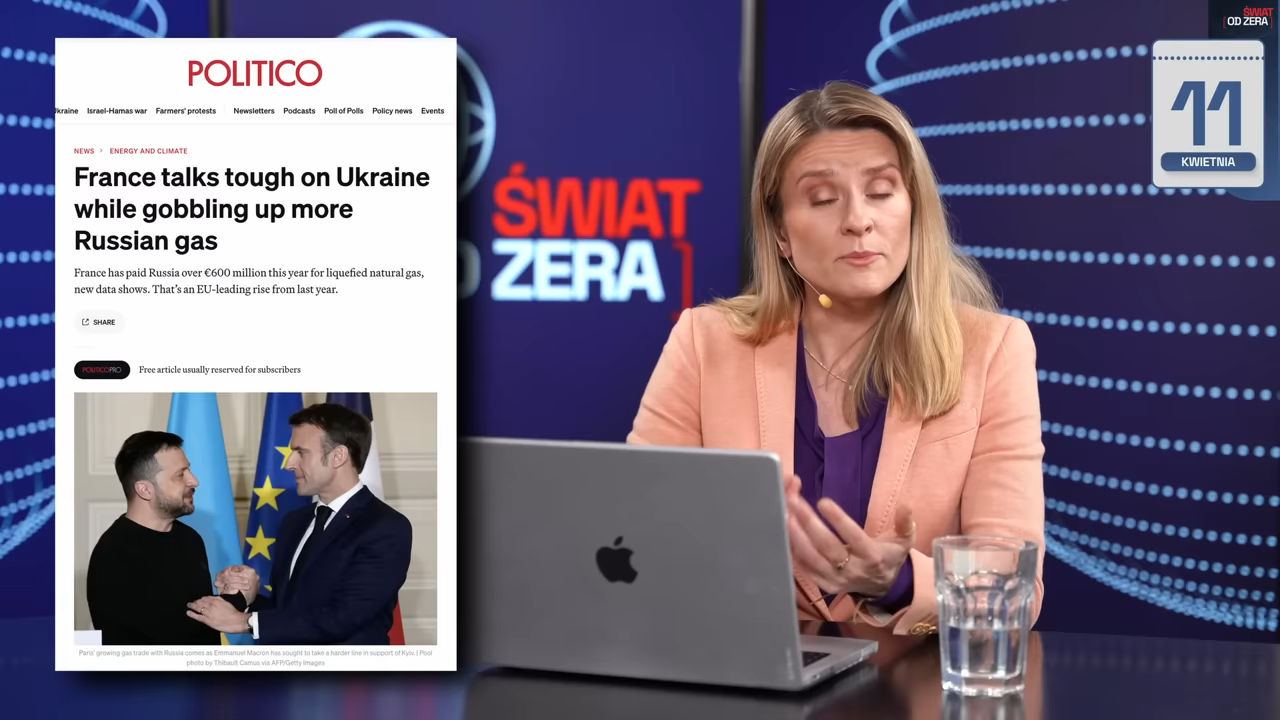 POLITICO
kraine Israel-Hamas war Farmers' protests Newsletters Podcasts Poll of Polls Policy news Events
NEWS › ENERGY AND CLIMATE
France talks tough on Ukraine
while gobbling up more
Russian gas
France has paid Russia over €600 million this year for liquefied natural gas,
new data shows. That's an EU-leading rise from last year.
SHARE
POLITICOPRO Free article usually reserved for subscribers
Paris' growing gas trade with Russia comes as Emmanuel Macron has sought to take a harder line in support of Kyiv. | Pool
photo by Thibault Camus via AFP/Getty Images
ŚWIAT
ZERA
ŚWIAT
OD ZERA
11
KWIETNIA